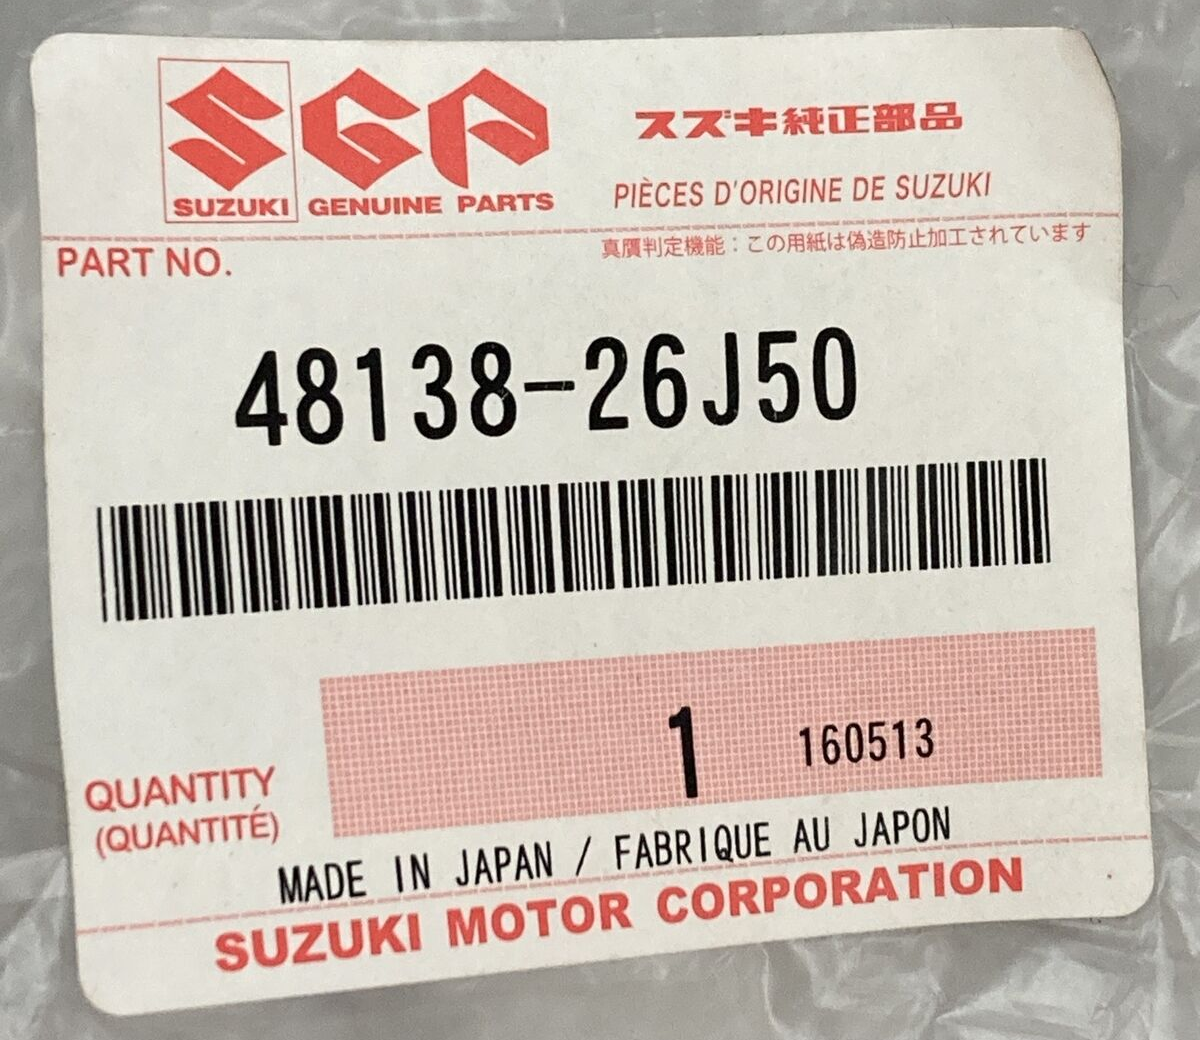 SGP
スズキ純正部品
SUZUKI GENUINE PARTS
PIÈCES D'ORIGINE DE SUZUKI
PART NO.
真贋判定機能：この用紙は偽造防止加工されています
48138-26J50
1 160513
QUANTITY
(QUANTITÉ)
MADE IN JAPAN / FABRIQUE AU JAPON
SUZUKI MOTOR CORPORATION